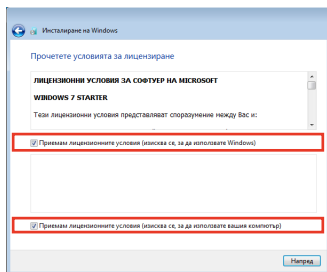 Инсталиране на Windows
Прочетете условията за лицензиране
ЛИЦЕНЗИОННИ УСЛОВИЯ ЗА СОФТУЕР НА MICROSOFT
WINDOWS 7 STARTER
Тези лицензионни условия представляват споразумение между Вас и:
Приемам лицензионните условия (изисква се, за да използвате Windows)
Приемам лицензионните условия (изисква се, за да използвате вашия компютър)
Напред